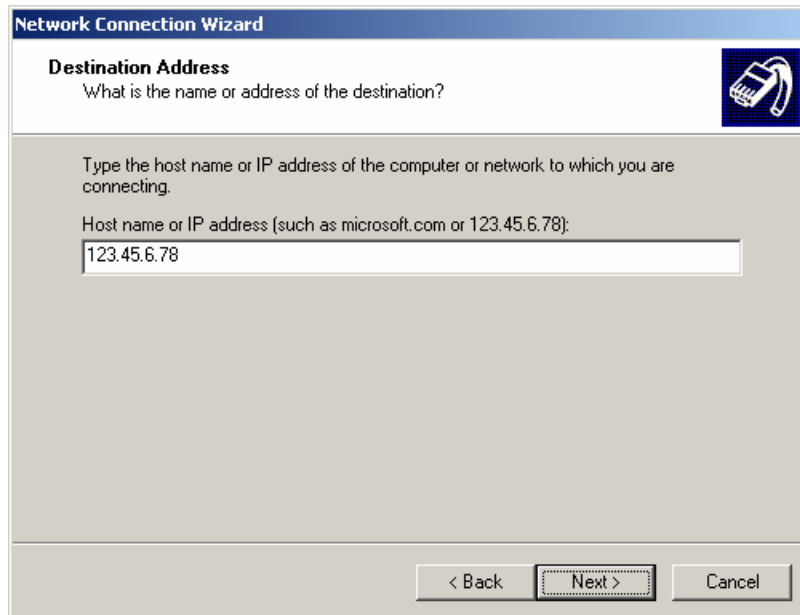 Network Connection Wizard
Destination Address
What is the name or address of the destination?
Type the host name or IP address of the computer or network to which you are
connecting.
Host name or IP address (such as microsoft.com or 123.45.6.78):
123.45.6.78
< Back Next > Cancel